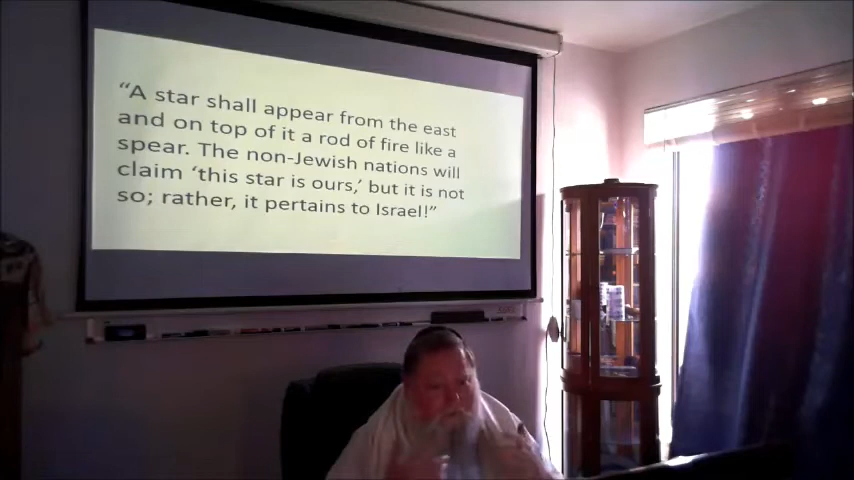 “A star shall appear from the east
and on top of it a rod of fire like a
spear. The non-Jewish nations will
claim ‘this star is ours,’ but it is not
so; rather, it pertains to Israel!”